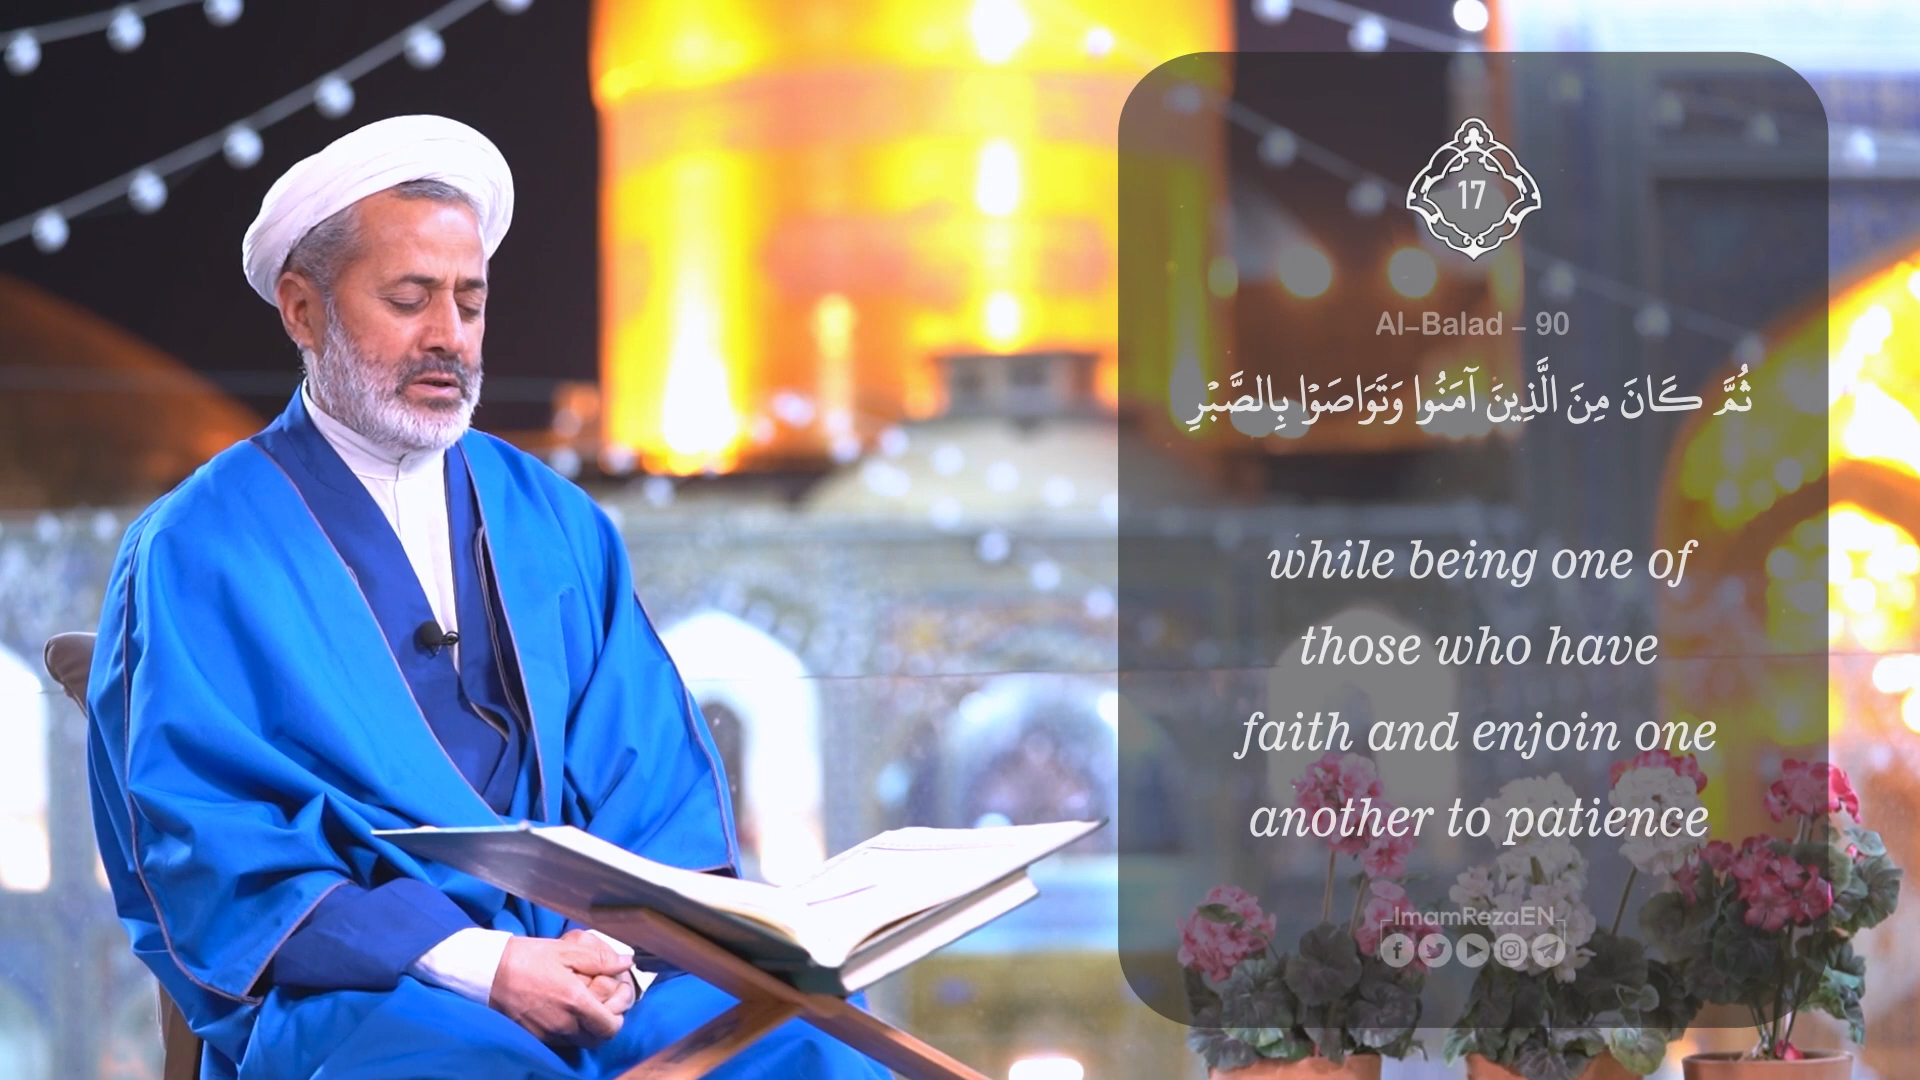 17
Al-Balad - 90
ثُمَّ كَانَ مِنَ الَّذِينَ آمَنُوا وَتَوَاصَوْا بِالصَّبْرِ
while being one of
those who have
faith and enjoin one
another to patience
ImamRezaEN